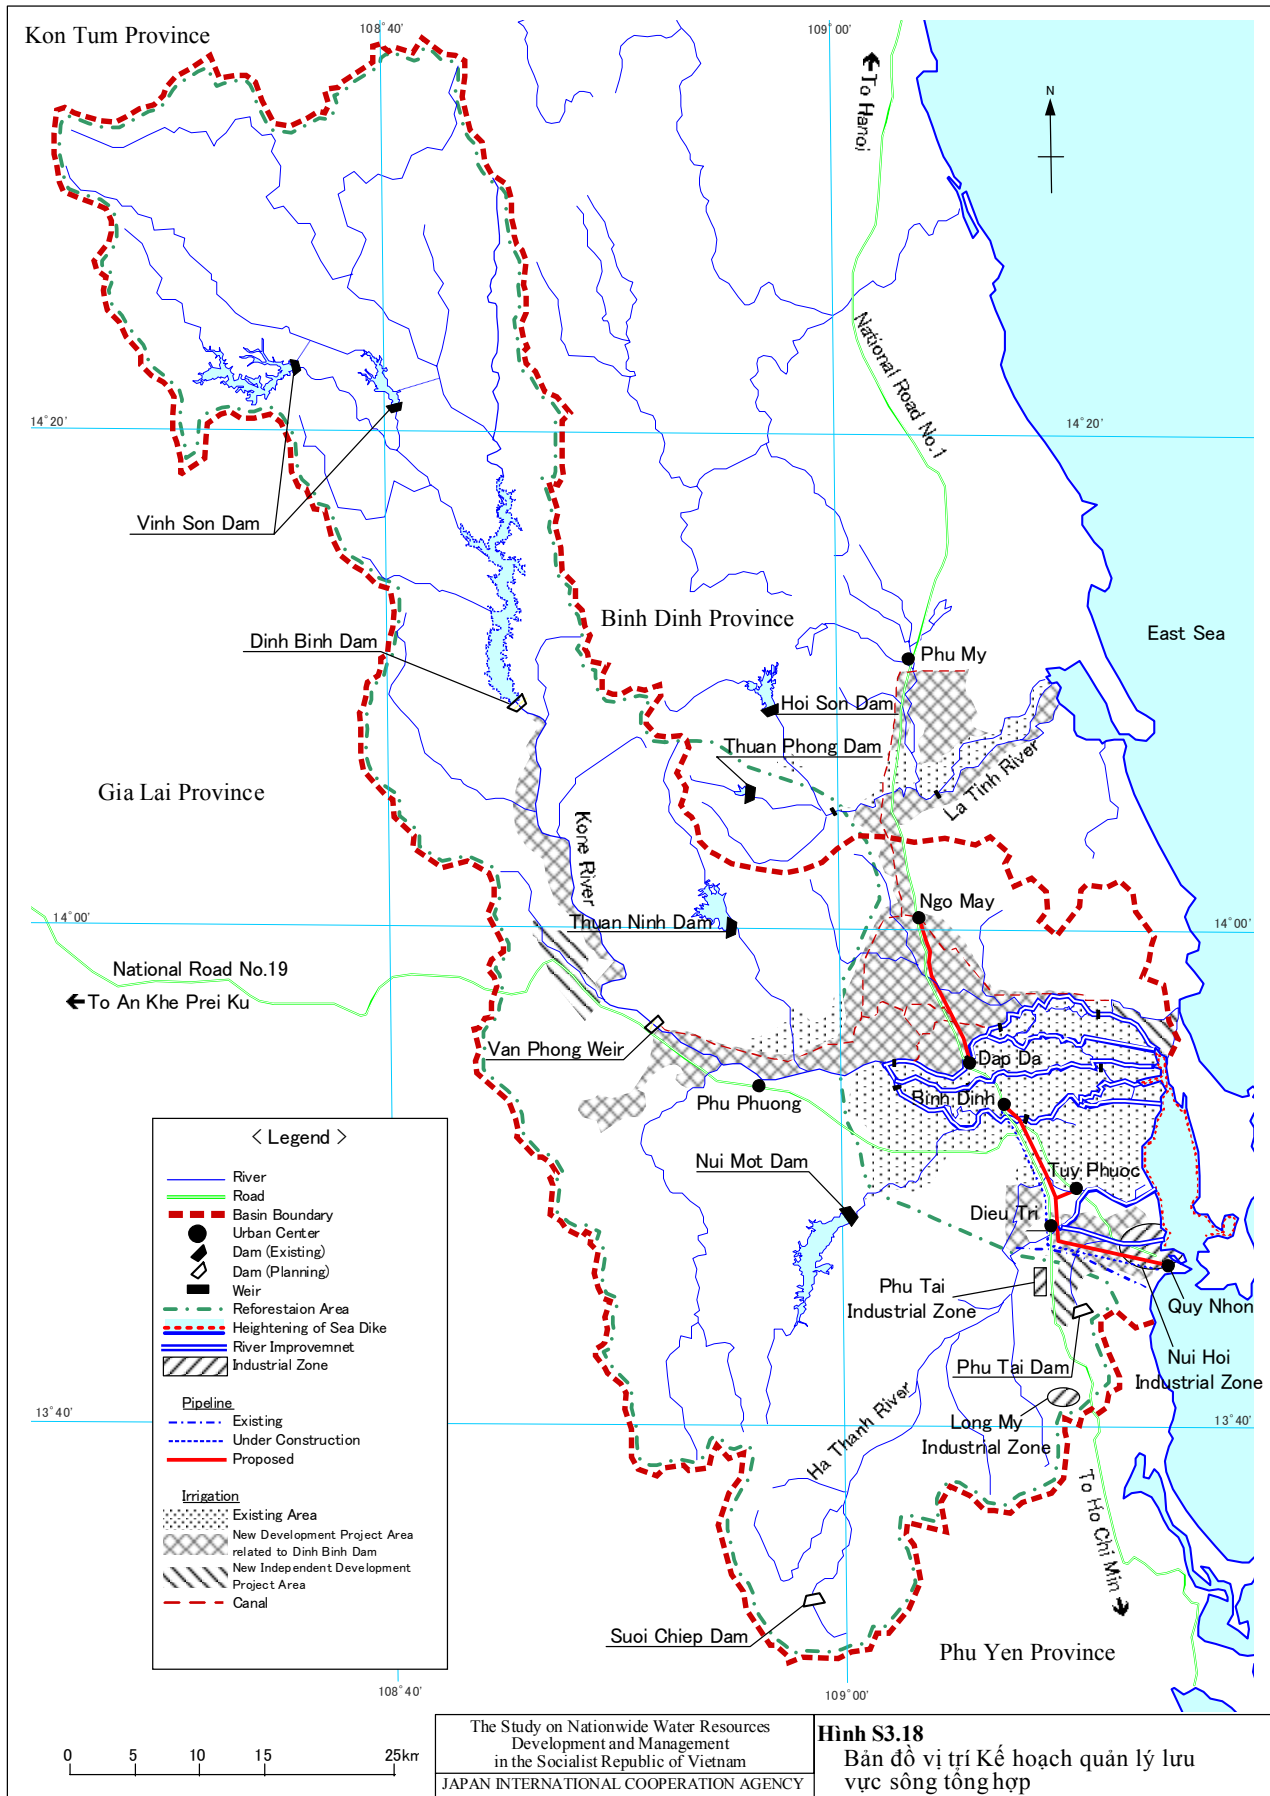 108°40'
109°00'
Kon Tum Province
To Hanoi
N
National Road No.1
14°20'
14°20'
Vinh Son Dam
Binh Dinh Province
East Sea
Dinh Binh Dam
Phu My
Hoi Son Dam
Thuan Phong Dam
La Tinh River
Gia Lai Province
Kone River
Ngo May
14°00'
Thuan Ninh Dam
14°00'
National Road No.19
To An Khe Prei Ku
Van Phong Weir
Dap Da
Phu Phuong
Binh Dinh
Nui Mot Dam
Tuy Phuoc
Dieu Tri
Phu Tai
Industrial Zone
Quy Nhon
Phu Tai Dam
Nui Hoi
Industrial Zone
Ha Thanh River
Long My
Industrial Zone
13°40'
13°40'
To Ho Chi Min
Suoi Chiep Dam
Phu Yen Province
< Legend >
River
Road
Basin Boundary
Urban Center
Dam (Existing)
Dam (Planning)
Weir
Reforestaion Area
Heightening of Sea Dike
River Improvemnet
Industrial Zone
Pipeline
Existing
Under Construction
Proposed
Irrigation
Existing Area
New Development Project Area
related to Dinh Binh Dam
New Independent Development
Project Area
Canal
108°40'
109°00'
0 5 10 15 25km
The Study on Nationwide Water Resources
Development and Management
in the Socialist Republic of Vietnam
JAPAN INTERNATIONAL COOPERATION AGENCY
Hình S3.18
Bản đồ vị trí Kế hoạch quản lý lưu
vực sông tổng hợp